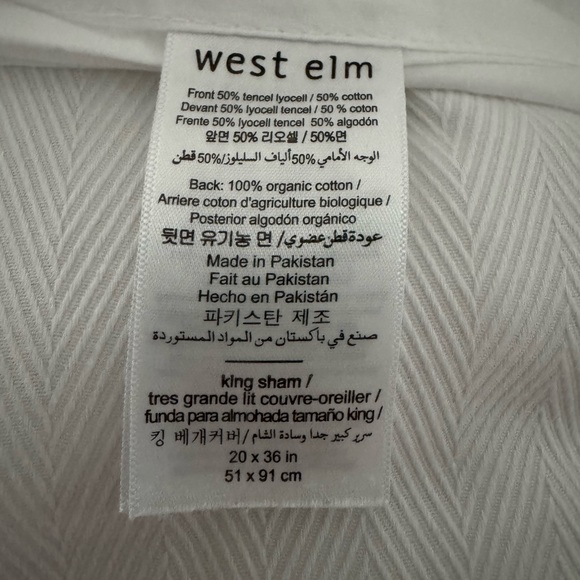 west elm
Front 50% tencel lyocell / 50% cotton
Devant 50% lyocell tencel / 50 % coton
Frente 50% lyocell tencel 50% algodón
앞면 50% 리오셀 / 50%면
الوجه الأمامي 50% ألياف السليلوز/50% قطن
Back: 100% organic cotton /
Arriere coton d'agriculture biologique /
Posterior algodón orgánico
뒷면 유기농 면 /عودة قطن عضوي
Made in Pakistan
Fait au Pakistan
Hecho en Pakistán
파키스탄 제조
صنع في باكستان من المواد المستوردة
king sham /
tres grande lit couvre-oreiller /
funda para almohada tamaño king /
킹 베개커버 / سرير كبير جدا وسادة الشام
20 x 36 in
51 x 91 cm